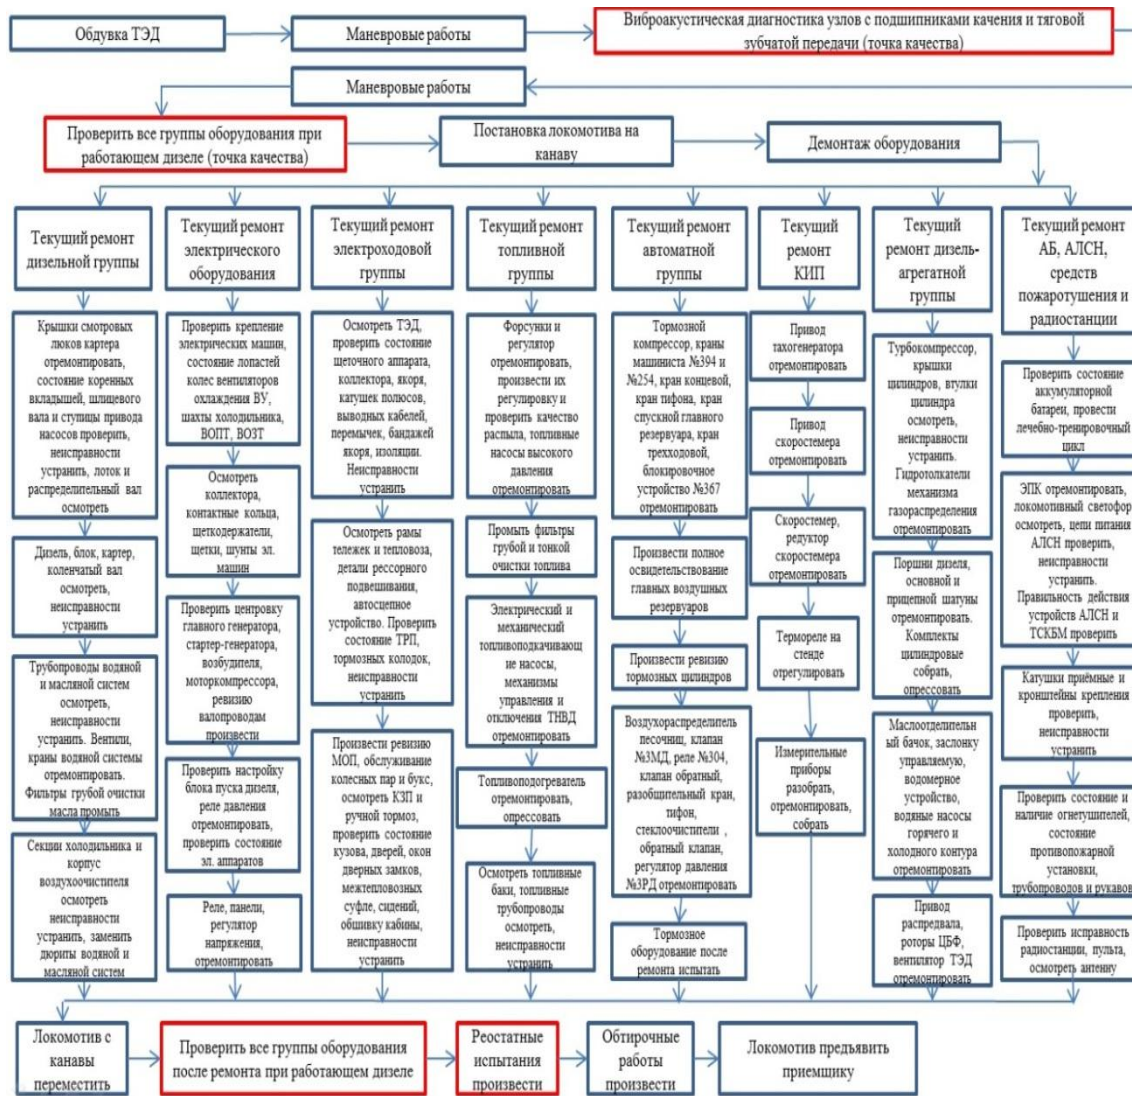 Обдувка ТЭД
Маневровые работы
Виброакустическая диагностика узлов с подшипниками качения и тяговой
зубчатой передачи (точка качества)
Маневровые работы
Проверить все группы оборудования при
работающем дизеле (точка качества)
Постановка локомотива на
канаву
Демонтаж оборудования
Текущий ремонт
дизельной группы
Крышки смотровых
люков картера
отремонтировать,
состояние коренных
вкладышей, шлицевого
вала и ступицы привода
насосов проверить,
неисправности
устранить, лоток и
распределительный вал
осмотреть
Дизель, блок, картер,
коленчатый вал
осмотреть,
неисправности
устранить
Трубопроводы водяной
и масляной систем
осмотреть,
неисправности
устранить. Вентили,
краны водяной системы
отремонтировать.
Фильтры грубой очистки
масла промыть
Секции холодильника и
корпус
воздухоочистителя
осмотреть
неисправности
устранить, заменить
дюриты водяной и
масляной систем
Текущий ремонт
электрического
оборудования
Проверить крепление
электрических машин,
состояние лопастей
колес вентиляторов
охлаждения ВУ,
шахты холодильника,
ВОПТ, ВОЗТ
Осмотреть
коллектора,
контактные кольца,
щеткодержатели,
щетки, шунты эл.
машин
Проверить центровку
главного генератора,
стартер-генератора,
возбудителя,
моторкомпрессора,
ревизию
валопроводам
произвести
Проверить настройку
блока пуска дизеля,
реле давления
отремонтировать,
проверить состояние
эл. аппаратов
Реле, панели,
регулятор
напряжения,
отремонтировать
Текущий ремонт
электроходовой
группы
Осмотреть ТЭД,
проверить состояние
щеточного аппарата,
коллектора, якоря,
катушек полюсов,
выводных кабелей,
перемычек, бандажей
якоря, изоляции.
Неисправности
устранить
Осмотреть рамы
тележек и тепловоза,
детали рессорного
подвешивания,
автосцепное
устройство. Проверить
состояние ТРП,
тормозных колодок,
неисправности
устранить
Произвести ревизию
МОП, обслуживание
колесных пар и букс,
осмотреть КЗП и
ручной тормоз,
проверить состояние
кузова, дверей, окон
дверных замков,
межтепловозных
суфле, сидений,
обшивку кабины,
неисправности
устранить
Текущий ремонт
топливной
группы
Форсунки и
регулятор
отремонтировать,
произвести их
регулировку и
проверить качество
распыла, топливные
насосы высокого
давления
отремонтировать
Промыть фильтры
грубой и тонкой
очистки топлива
Электрический и
механический
топливоподкачивающ
ие насосы,
механизмы
управления и
отключения ТНВД
отремонтировать
Топливоподогреватель
отремонтировать,
опрессовать
Осмотреть топливные
баки, топливные
трубопроводы
осмотреть,
неисправности
устранить
Текущий
ремонт
автоматной
группы
Тормозной
компрессор, краны
машиниста №394 и
№254, кран концевой,
кран тифона, кран
спускной главного
резервуара, кран
трехходовой,
блокировочное
устройство №367
отремонтировать
Произвести полное
освидетельствование
главных воздушных
резервуаров
Произвести ревизию
тормозных цилиндров
Воздухораспределитель
песочниц, клапан
№3МД, реле №304,
клапан обратный,
разобщительный кран,
тифон,
стеклоочистители ,
обратный клапан,
регулятор давления
№3РД отремонтировать
Тормозное
оборудование после
ремонта испытать
Текущий
ремонт
КИП
Привод
тахогенератора
отремонтировать
Привод
скоростемера
отремонтировать
Скоростемер,
редуктор
скоростемера
отремонтировать
Термореле на
стенде
отрегулировать
Измерительные
приборы
разобрать,
отремонтировать,
собрать
Текущий
ремонт дизель-
агрегатной
группы
Турбокомпрессор,
крышки
цилиндров, втулки
цилиндра
осмотреть,
неисправности
устранить.
Гидротолкатели
механизма
газораспределения
отремонтировать
Поршни дизеля,
основной и
прицепной шатуны
отремонтировать.
Комплекты
цилиндровые
собрать,
опрессовать
Маслоотделительн
ый бачок, заслонку
управляемую,
водомерное
устройство,
водяные насосы
горячего и
холодного контура
отремонтировать
Привод
распредвала,
роторы ЦБФ,
вентилятор ТЭД
отремонтировать
Текущий ремонт
АБ, АЛСН,
средств
пожаротушения и
радиостанции
Проверить состояние
аккумуляторной
батареи, провести
лечебно-тренировочный
цикл
ЭПК отремонтировать,
локомотивный светофор
осмотреть, цепи питания
АЛСН проверить,
неисправности
устранить.
Правильность действия
устройств АЛСН и
ТСКБМ проверить
Катушки приёмные и
кронштейны крепления
проверить,
неисправности
устранить
Проверить состояние и
наличие огнетушителей,
состояние
противопожарной
установки,
трубопроводов и рукавов
Проверить исправность
радиостанции, пульта,
осмотреть антенну
Локомотив с
канавы
переместить
Проверить все группы оборудования
после ремонта при работающем дизеле
Реостатные
испытания
произвести
Обтирочные
работы
произвести
Локомотив предъявить
приемщику